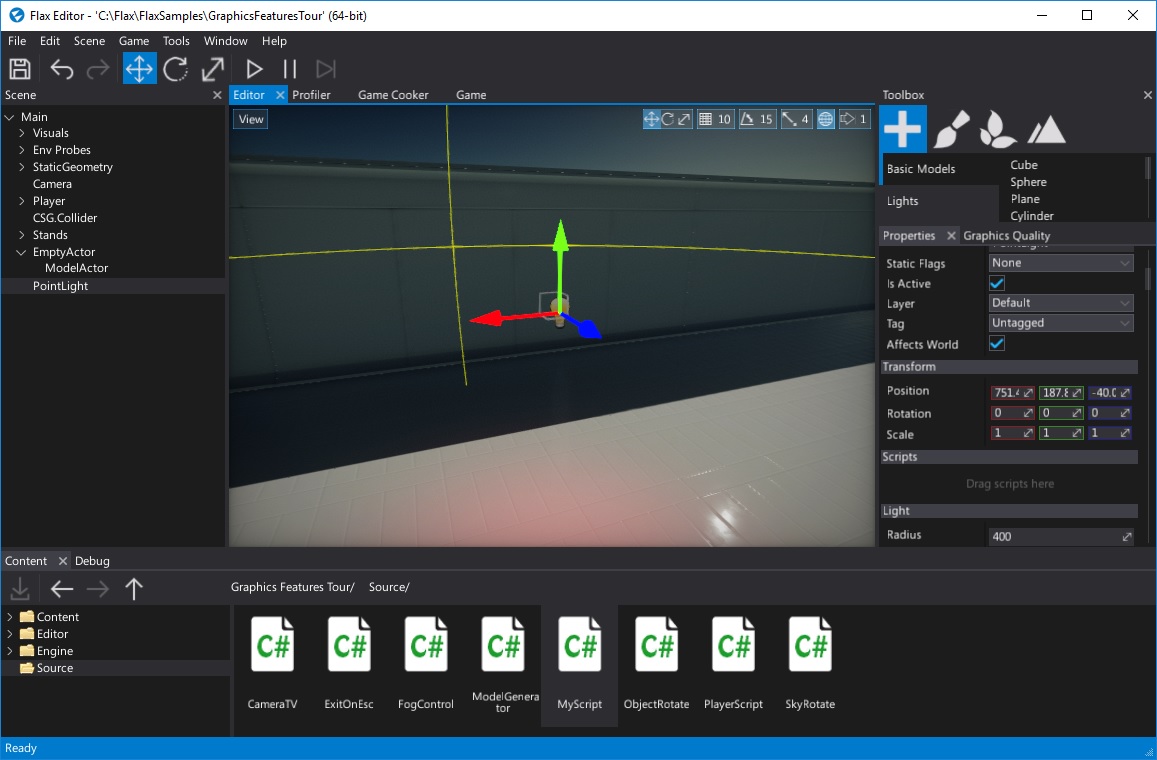 Flax Editor - 'C:\Flax\FlaxSamples\GraphicsFeaturesTour' (64-bit)
File Edit Scene Game Tools Window Help
Scene
Main
Visuals
Env Probes
StaticGeometry
Camera
Player
CSG.Collider
Stands
EmptyActor
ModelActor
PointLight
Editor Profiler Game Cooker Game
View
10 15 4 1
Toolbox
Basic Models
Lights
Cube
Sphere
Plane
Cylinder
Properties Graphics Quality
Static Flags None
Is Active
Layer Default
Tag Untagged
Affects World
Transform
Position 751.4 187.8 -40.0
Rotation 0 0 0
Scale 1 1 1
Scripts
Drag scripts here
Light
Radius 400
Content Debug
Graphics Features Tour/ Source/
Content
Editor
Engine
Source
C# C# C# C# C# C# C# C#
CameraTV ExitOnEsc FogControl ModelGenera
tor MyScript ObjectRotate PlayerScript SkyRotate
Ready